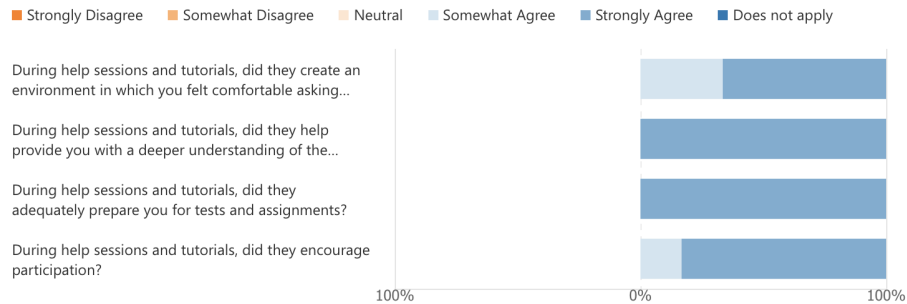 Strongly Disagree Somewhat Disagree Neutral Somewhat Agree Strongly Agree Does not apply
During help sessions and tutorials, did they create an
environment in which you felt comfortable asking...
During help sessions and tutorials, did they help
provide you with a deeper understanding of the...
During help sessions and tutorials, did they
adequately prepare you for tests and assignments?
During help sessions and tutorials, did they encourage
participation?
100% 0% 100%